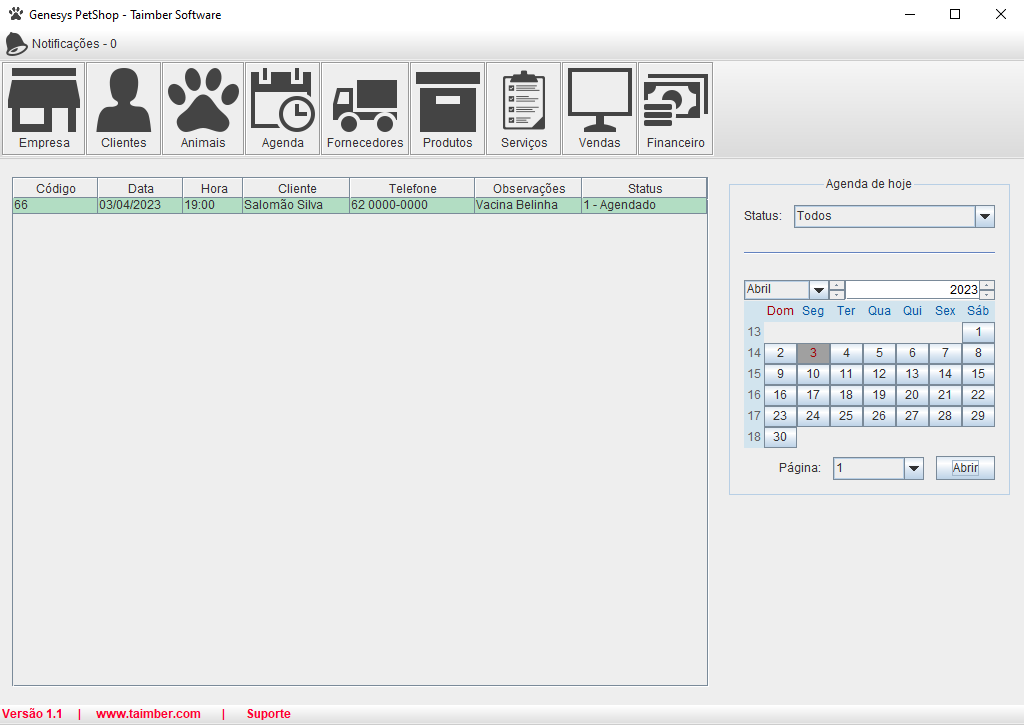 Genesys PetShop - Taimber Software
Notificações - 0
Empresa Clientes Animais Agenda Fornecedores Produtos Serviços Vendas Financeiro
Código Data Hora Cliente Telefone Observações Status
66 03/04/2023 19:00 Salomão Silva 62 0000-0000 Vacina Belinha 1 - Agendado
Agenda de hoje
Status: Todos
Abril 2023
Dom Seg Ter Qua Qui Sex Sáb
13 1
14 2 3 4 5 6 7 8
15 9 10 11 12 13 14 15
16 16 17 18 19 20 21 22
17 23 24 25 26 27 28 29
18 30
Página: 1 Abrir
Versão 1.1 | www.taimber.com | Suporte